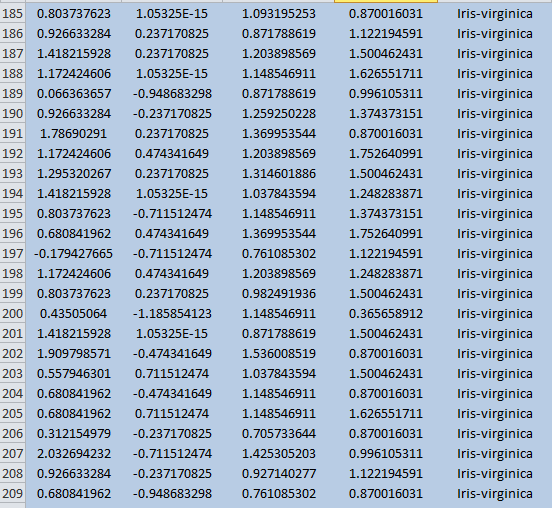 185 0.803737623 1.05325E-15 1.093195253 0.870016031 Iris-virginica
186 0.926633284 0.237170825 0.871788619 1.122194591 Iris-virginica
187 1.418215928 0.237170825 1.203898569 1.500462431 Iris-virginica
188 1.172424606 1.05325E-15 1.148546911 1.626551711 Iris-virginica
189 0.066363657 -0.948683298 0.871788619 0.996105311 Iris-virginica
190 0.926633284 -0.237170825 1.259250228 1.374373151 Iris-virginica
191 1.78690291 0.237170825 1.369953544 0.870016031 Iris-virginica
192 1.172424606 0.474341649 1.203898569 1.752640991 Iris-virginica
193 1.295320267 0.237170825 1.314601886 1.500462431 Iris-virginica
194 1.418215928 1.05325E-15 1.037843594 1.248283871 Iris-virginica
195 0.803737623 -0.711512474 1.148546911 1.374373151 Iris-virginica
196 0.680841962 0.474341649 1.369953544 1.752640991 Iris-virginica
197 -0.179427665 -0.711512474 0.761085302 1.122194591 Iris-virginica
198 1.172424606 0.474341649 1.203898569 1.248283871 Iris-virginica
199 0.803737623 0.237170825 0.982491936 1.500462431 Iris-virginica
200 0.43505064 -1.185854123 1.148546911 0.365658912 Iris-virginica
201 1.418215928 1.05325E-15 0.871788619 1.500462431 Iris-virginica
202 1.909798571 -0.474341649 1.536008519 0.870016031 Iris-virginica
203 0.557946301 0.711512474 1.037843594 1.500462431 Iris-virginica
204 0.680841962 -0.474341649 1.148546911 0.870016031 Iris-virginica
205 0.680841962 0.711512474 1.148546911 1.626551711 Iris-virginica
206 0.312154979 -0.237170825 0.705733644 0.870016031 Iris-virginica
207 2.032694232 -0.711512474 1.425305203 0.996105311 Iris-virginica
208 0.926633284 -0.237170825 0.927140277 1.122194591 Iris-virginica
209 0.680841962 -0.948683298 0.761085302 0.870016031 Iris-virginica